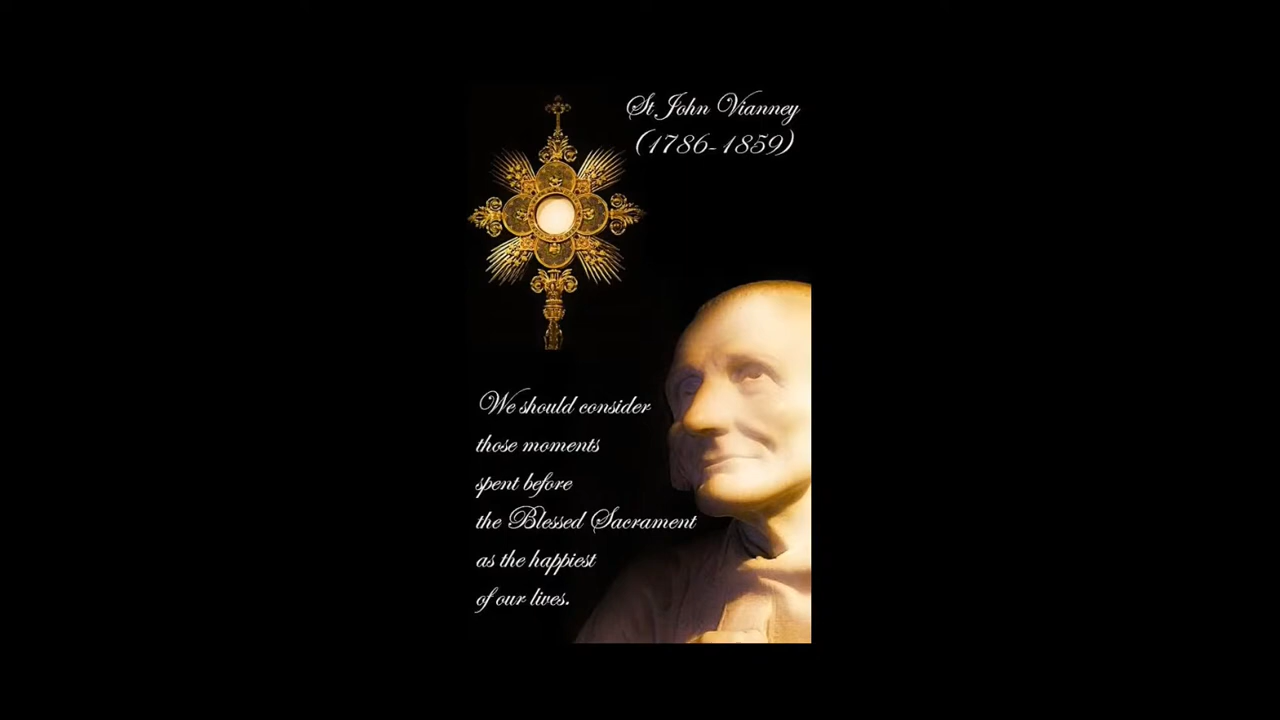 St John Vianney
(1786-1859)
We should consider
those moments
spent before
the Blessed Sacrament
as the happiest
of our lives.